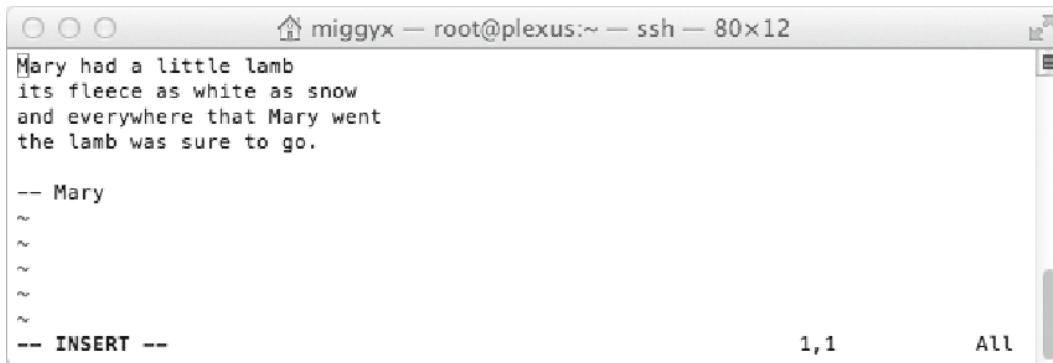 miggyx — root@plexus:~ — ssh — 80×12
Mary had a little lamb
its fleece as white as snow
and everywhere that Mary went
the lamb was sure to go.

-- Mary
~
~
~
~
~
-- INSERT -- 1,1 All